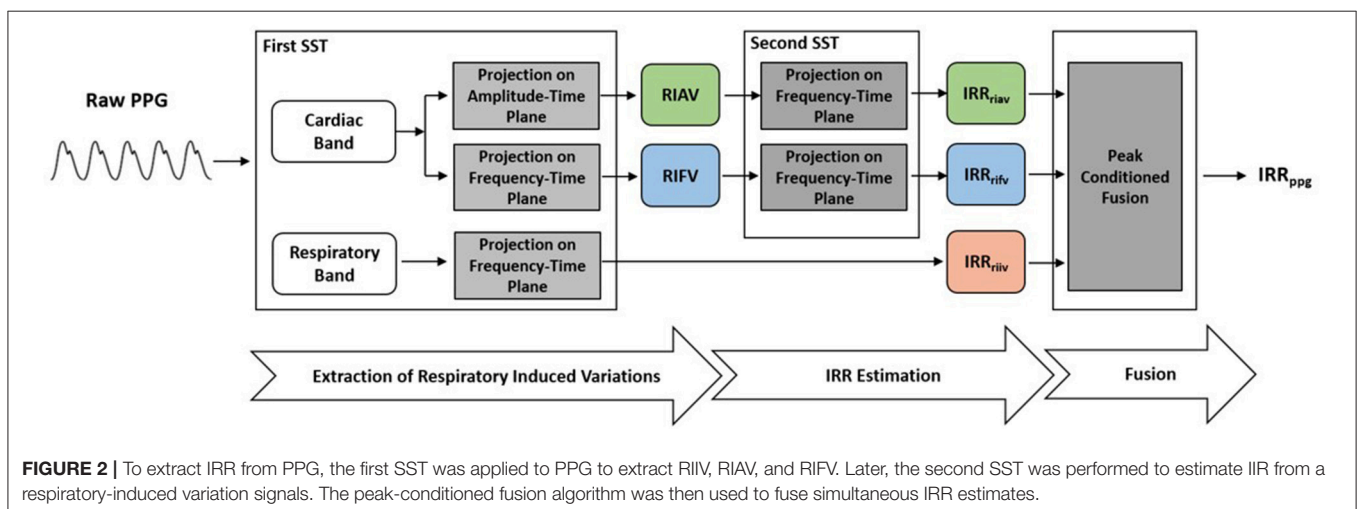 First SST
Second SST
Raw PPG
Cardiac
Band
Projection on
Amplitude-Time
Plane
RIAV
Projection on
Frequency-Time
Plane
IRRriav
Projection on
Frequency-Time
Plane
RIFV
Projection on
Frequency-Time
Plane
IRRrifv
Peak
Conditioned
Fusion
IRRppg
Respiratory
Band
Projection on
Frequency-Time
Plane
IRRriiv
Extraction of Respiratory Induced Variations
IRR Estimation
Fusion
FIGURE 2 | To extract IRR from PPG, the first SST was applied to PPG to extract RIIV, RIAV, and RIFV. Later, the second SST was performed to estimate IIR from a
respiratory-induced variation signals. The peak-conditioned fusion algorithm was then used to fuse simultaneous IRR estimates.